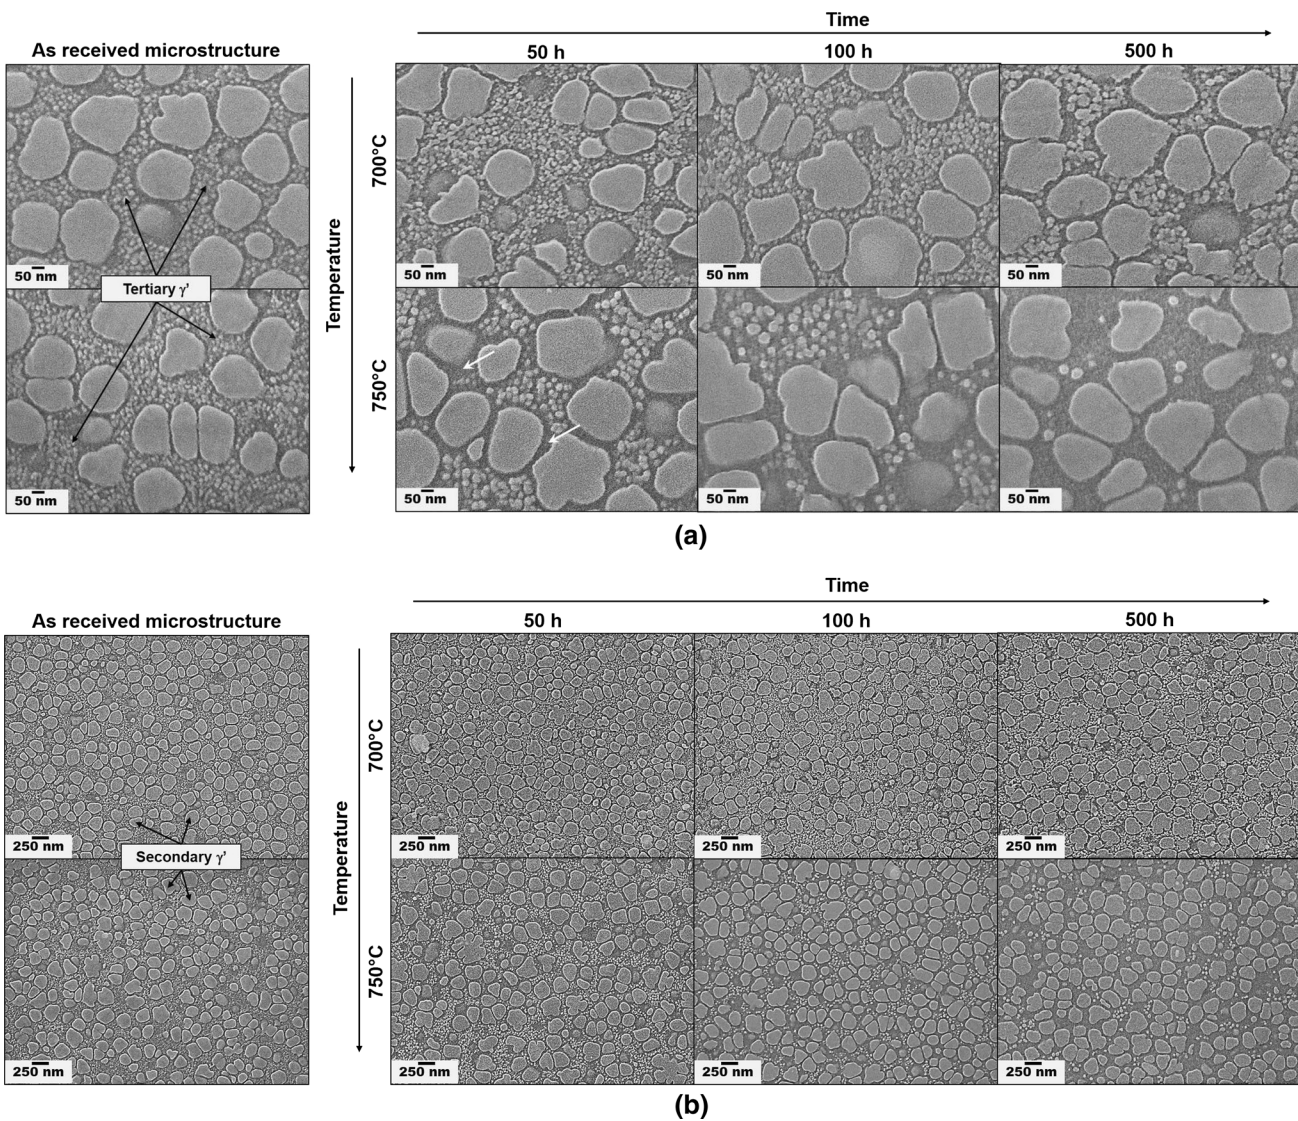 Time
As received microstructure
50 h
100 h
500 h
Temperature
700°C
750°C
50 nm
50 nm
50 nm
50 nm
Tertiary γ'
50 nm
50 nm
50 nm
50 nm
(a)
Time
As received microstructure
50 h
100 h
500 h
Temperature
700°C
750°C
250 nm
250 nm
250 nm
250 nm
Secondary γ'
250 nm
250 nm
250 nm
250 nm
(b)